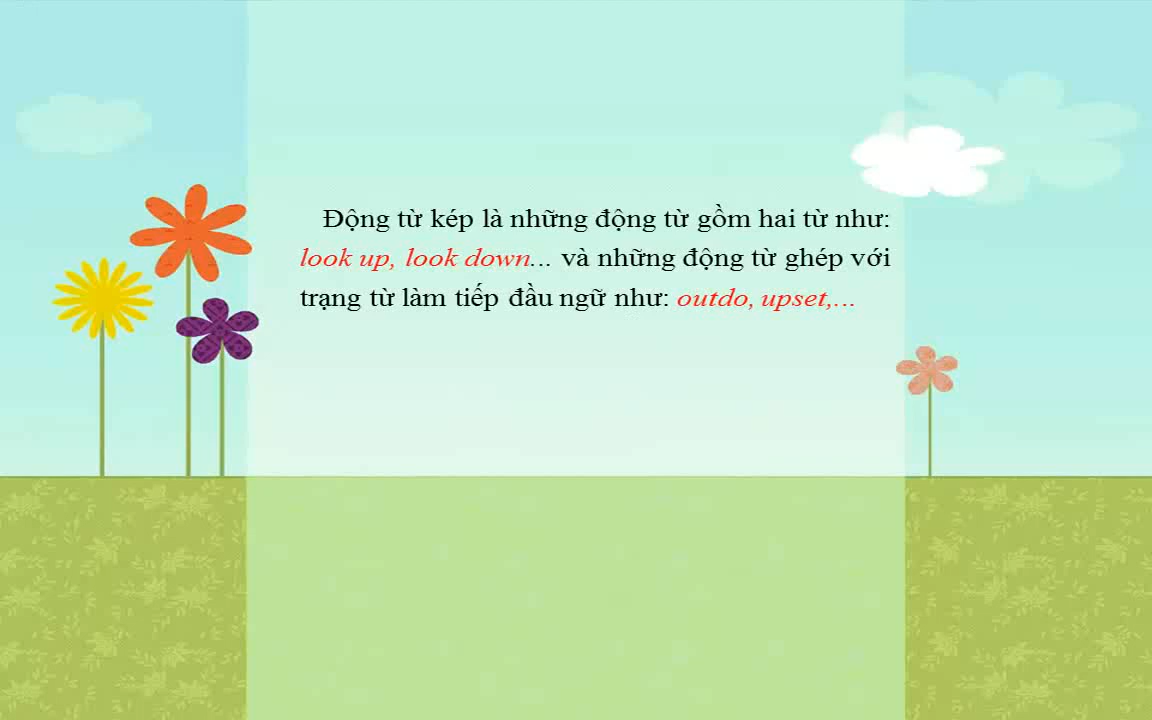 Động từ kép là những động từ gồm hai từ như:
look up, look down... và những động từ ghép với
trạng từ làm tiếp đầu ngữ như: outdo, upset,...